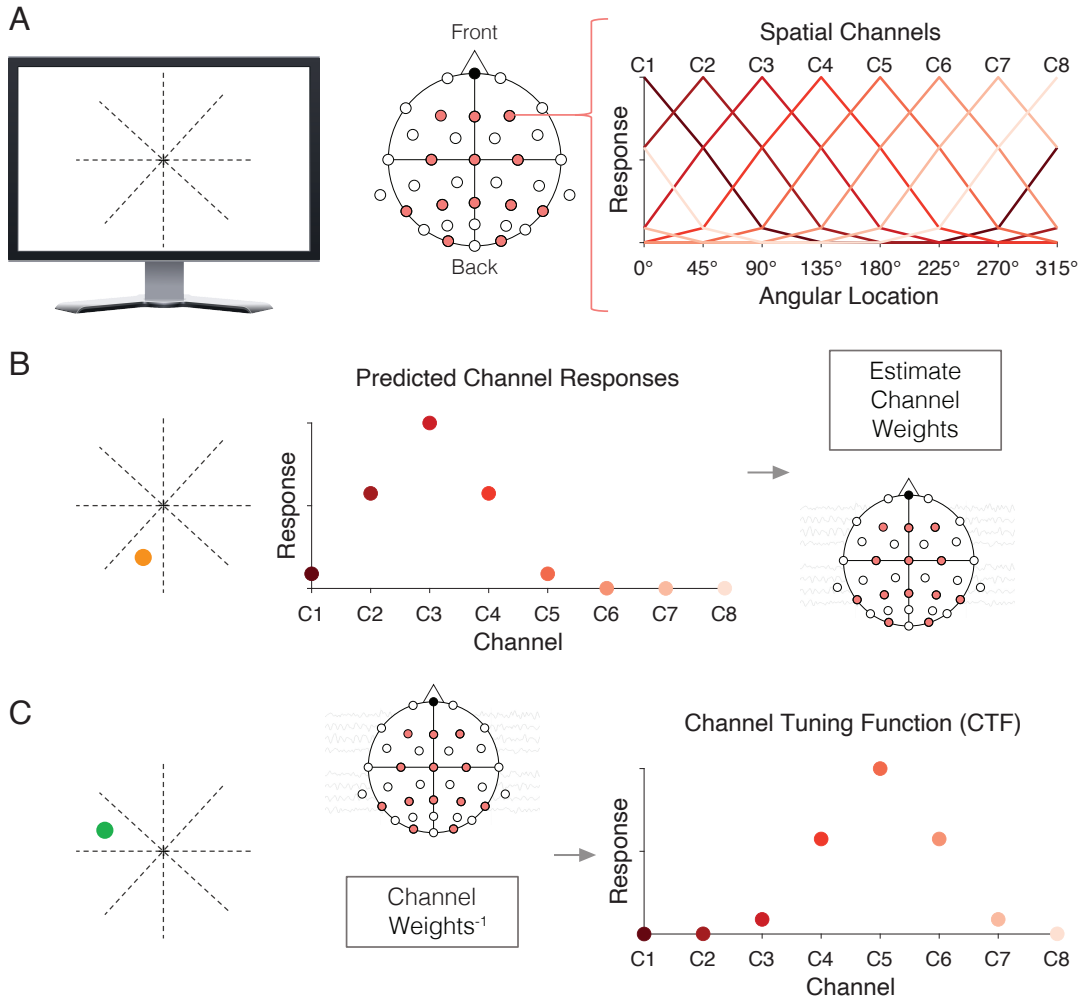 A
Front
Back
Spatial Channels
C1 C2 C3 C4 C5 C6 C7 C8
Response
0° 45° 90° 135° 180° 225° 270° 315°
Angular Location
B
Predicted Channel Responses
Response
C1 C2 C3 C4 C5 C6 C7 C8
Channel
Estimate
Channel
Weights
C
Channel
Weights⁻¹
Channel Tuning Function (CTF)
Response
C1 C2 C3 C4 C5 C6 C7 C8
Channel